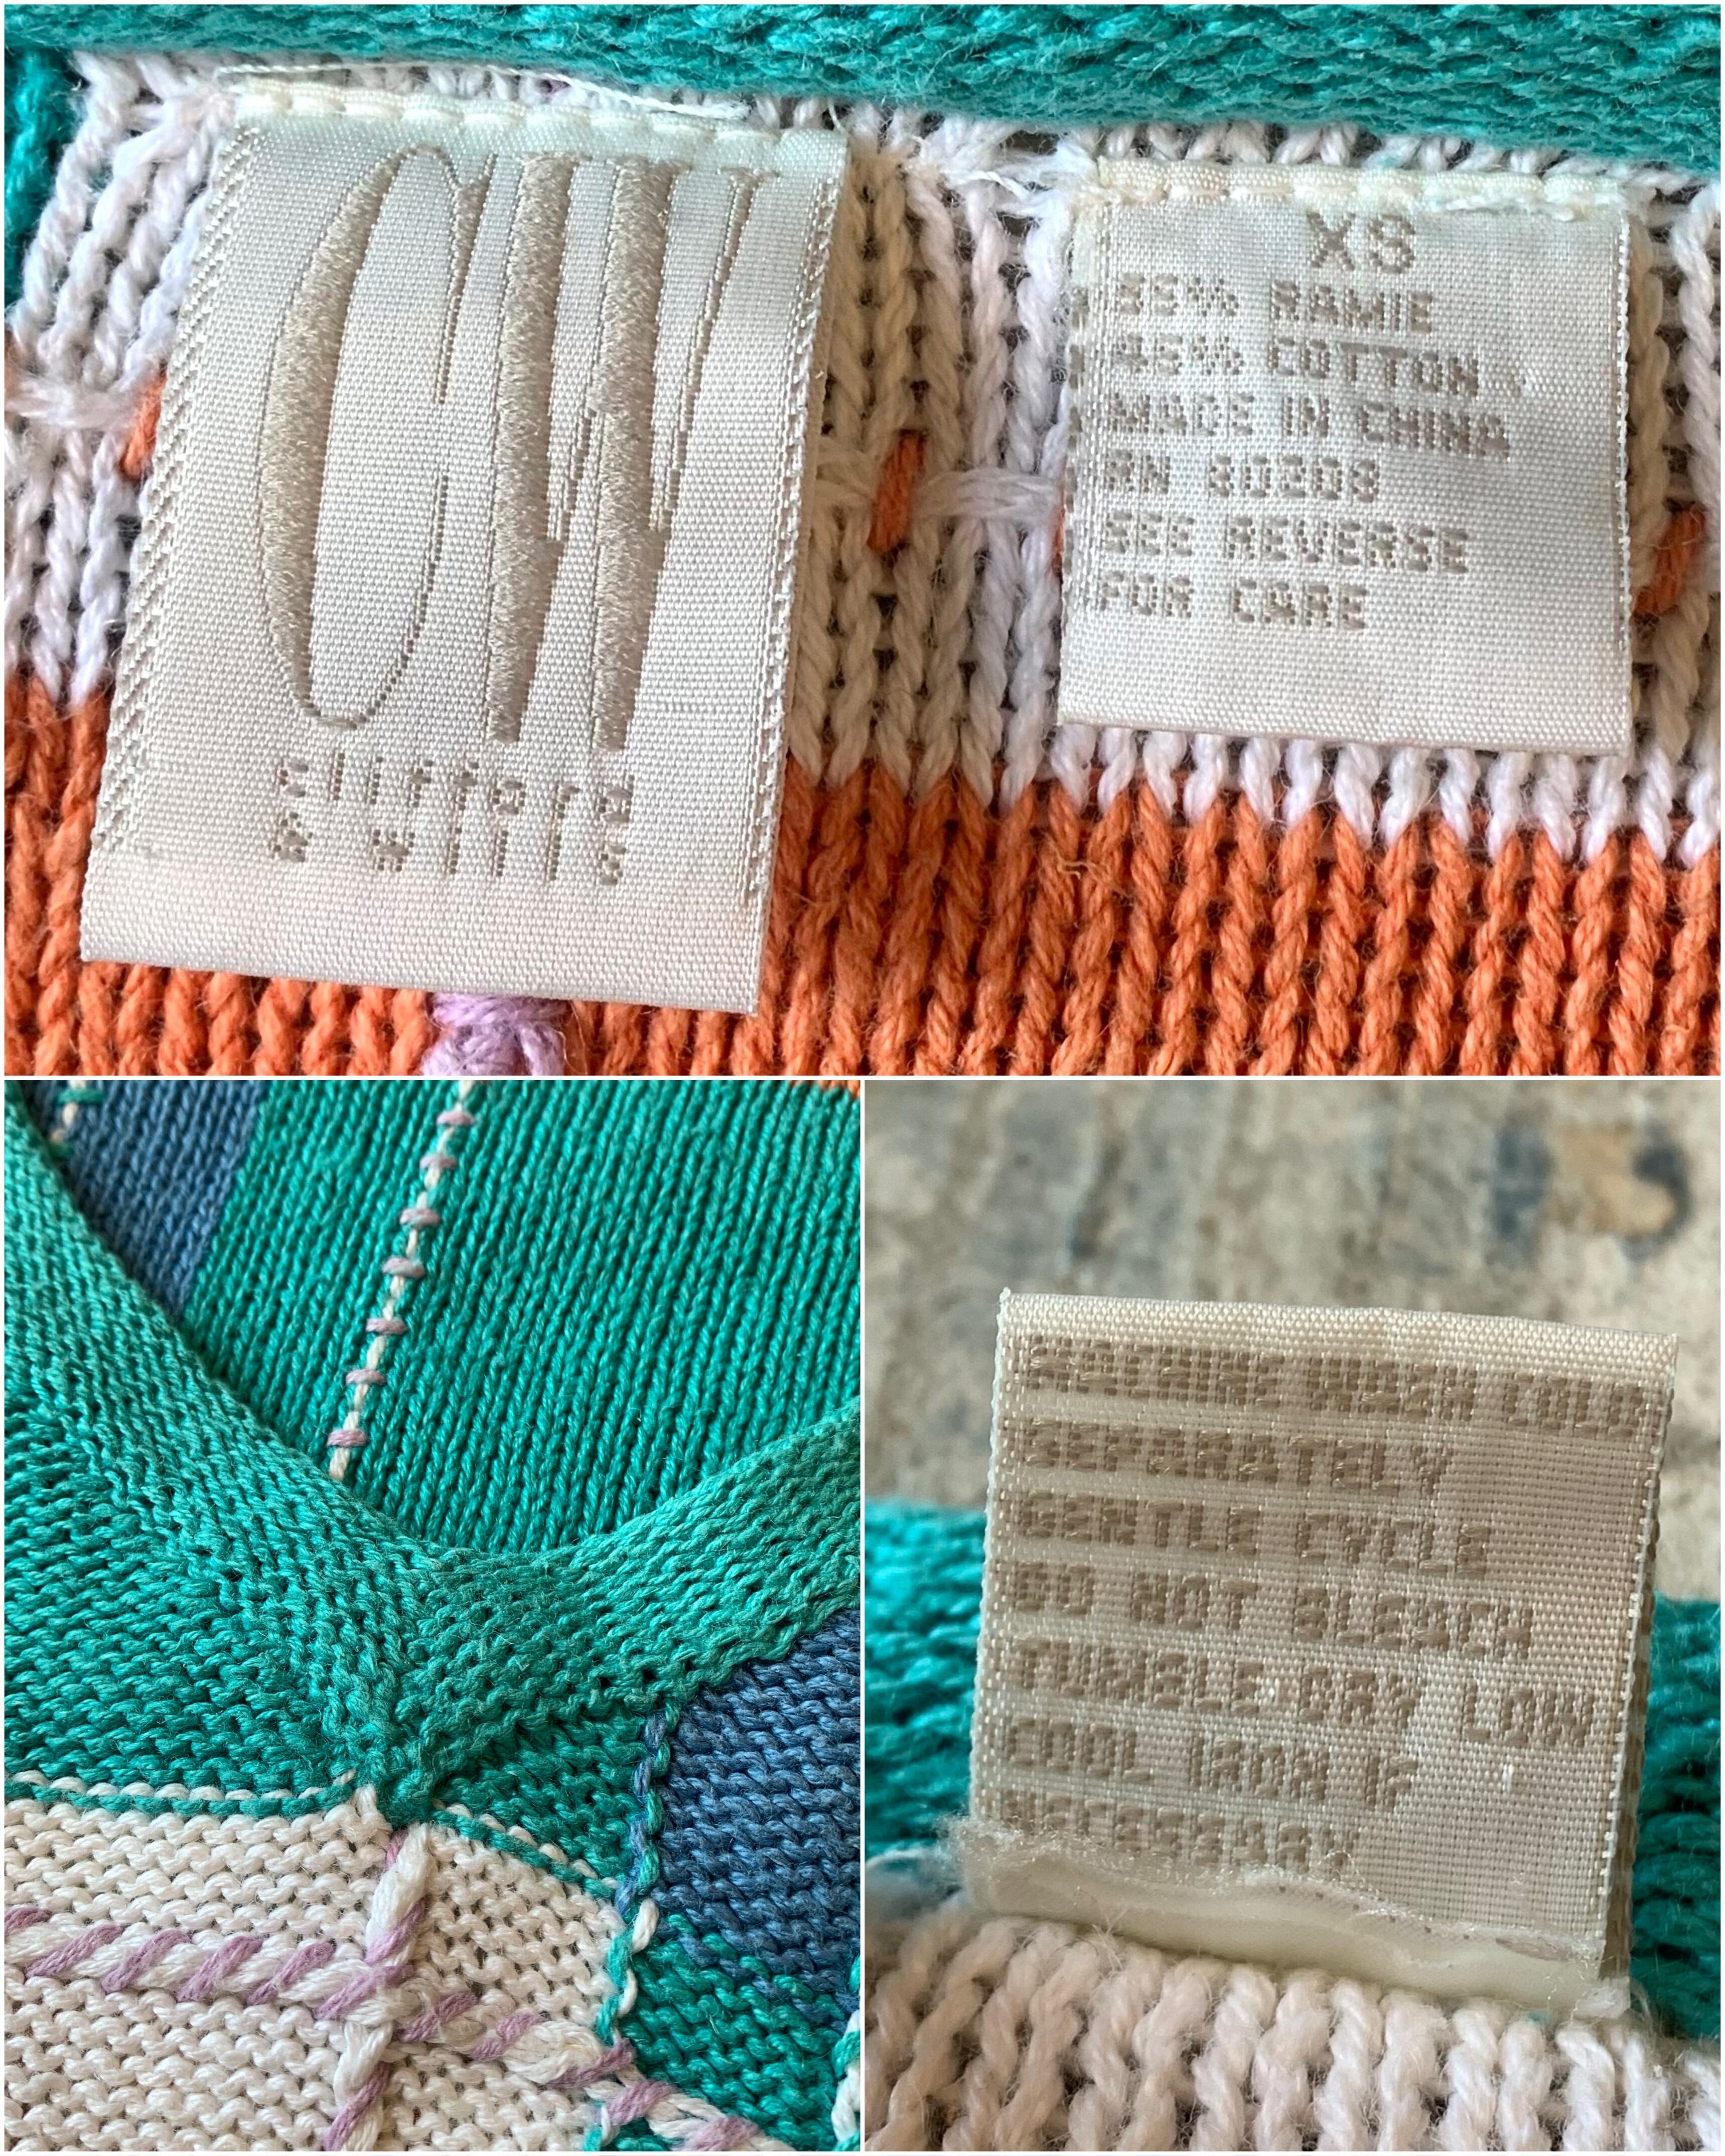 CW
clifford
& wills
XS
55% RAMIE
45% COTTON
MADE IN CHINA
RN 60209
SEE REVERSE
FOR CARE
MACHINE WASH COLD
SEPARATELY
GENTLE CYCLE
DO NOT BLEACH
TUMBLE DRY LOW
COOL IRON IF
NECESSARY